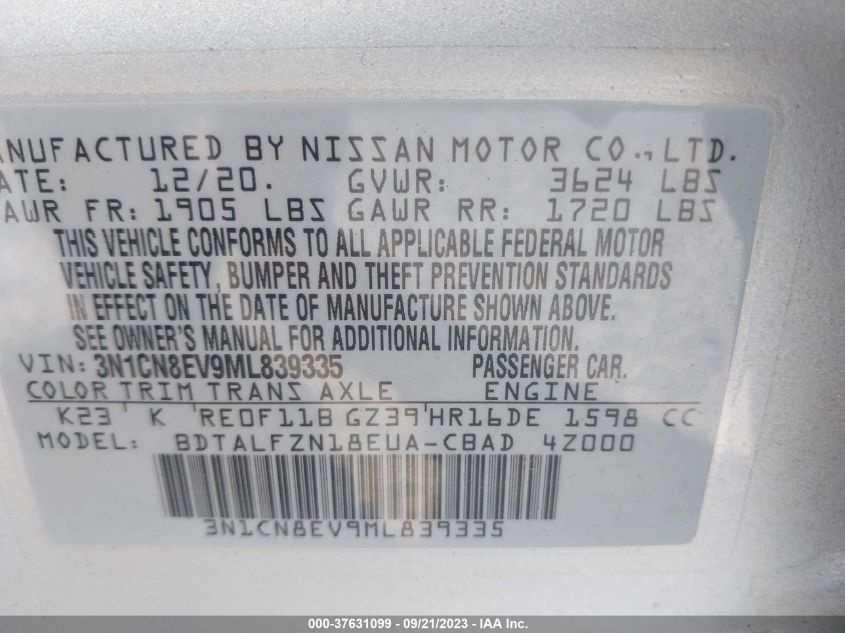 ANUFACTURED BY NISSAN MOTOR CO., LTD.
ATE: 12/20. GVWR: 3624 LBS
AWR FR: 1905 LBS GAWR RR: 1720 LBS
THIS VEHICLE CONFORMS TO ALL APPLICABLE FEDERAL MOTOR
VEHICLE SAFETY, BUMPER AND THEFT PREVENTION STANDARDS
IN EFFECT ON THE DATE OF MANUFACTURE SHOWN ABOVE.
SEE OWNER'S MANUAL FOR ADDITIONAL INFORMATION.
VIN: 3N1CN8EV9ML839335 PASSENGER CAR.
COLOR TRIM TRANS AXLE ENGINE
K23 K RE0F11B GZ39 HR16DE 1598 CC
MODEL: BDTALFZN18EUA-CBAD 4Z000
3N1CN8EV9ML839335
000-37631099 - 09/21/2023 - IAA Inc.